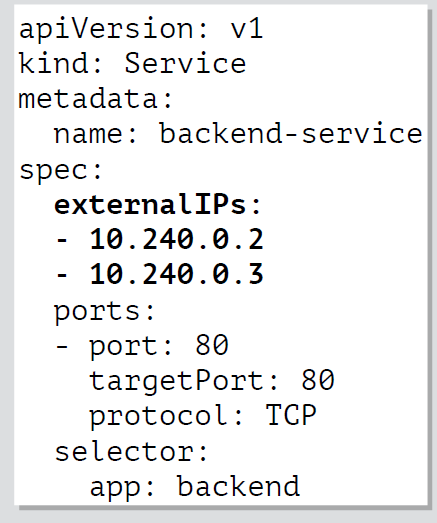 apiVersion: v1
kind: Service
metadata:
  name: backend-service
spec:
  externalIPs:
  - 10.240.0.2
  - 10.240.0.3
  ports:
  - port: 80
    targetPort: 80
    protocol: TCP
  selector:
    app: backend